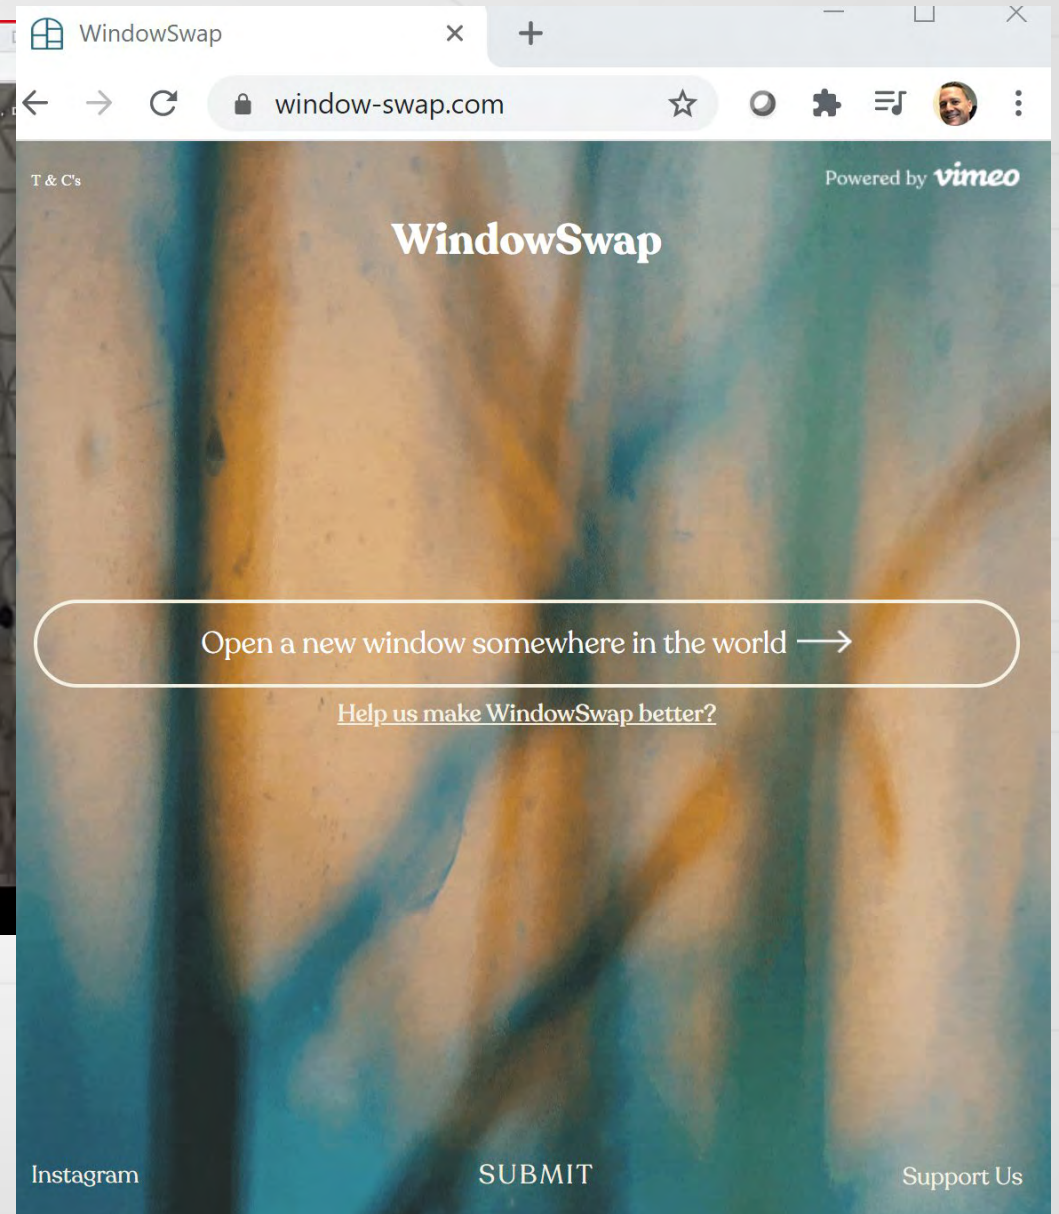 WindowSwap
window-swap.com
T & C's
Powered by vimeo
WindowSwap
Open a new window somewhere in the world →
Help us make WindowSwap better?
Instagram
SUBMIT
Support Us